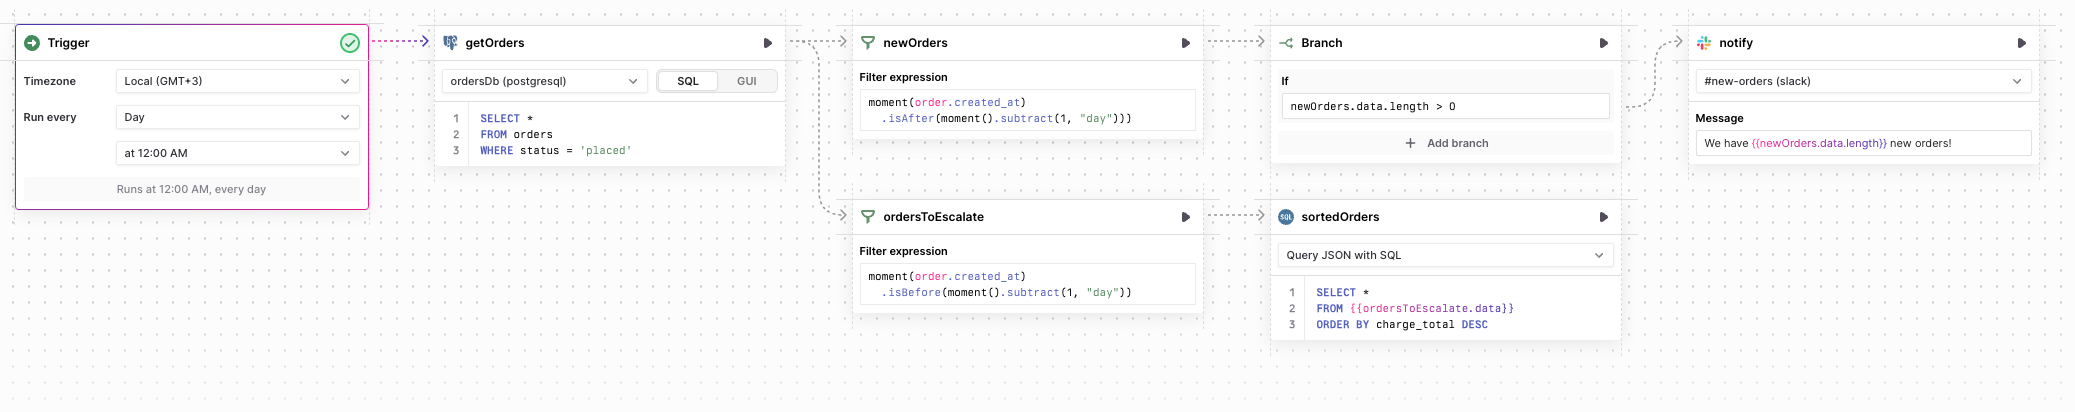 Trigger
Timezone
Local (GMT+3)
Run every
Day
at 12:00 AM
Runs at 12:00 AM, every day
getOrders
ordersDb (postgresql)
SQL
GUI
1 SELECT *
2 FROM orders
3 WHERE status = 'placed'
newOrders
Filter expression
moment(order.created_at)
.isAfter(moment().subtract(1, "day")))
ordersToEscalate
Filter expression
moment(order.created_at)
.isBefore(moment().subtract(1, "day"))
Branch
If
newOrders.data.length > 0
+ Add branch
SQL
sortedOrders
Query JSON with SQL
1 SELECT *
2 FROM {{ordersToEscalate.data}}
3 ORDER BY charge_total DESC
notify
#new-orders (slack)
Message
We have {{newOrders.data.length}} new orders!